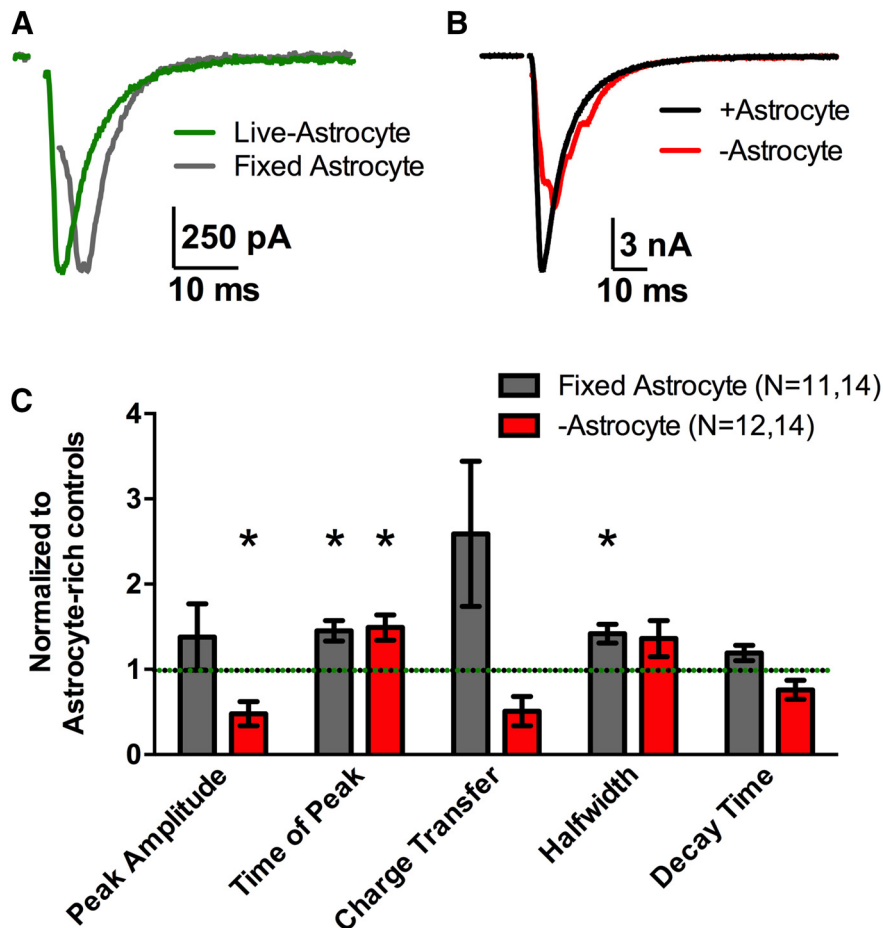 A
Live-Astrocyte
Fixed Astrocyte
250 pA
10 ms
B
+Astrocyte
-Astrocyte
3 nA
10 ms
C
Fixed Astrocyte (N=11,14)
-Astrocyte (N=12,14)
Normalized to
Astrocyte-rich controls
4
3
2
1
0
*
*
*
*
Peak Amplitude
Time of Peak
Charge Transfer
Halfwidth
Decay Time